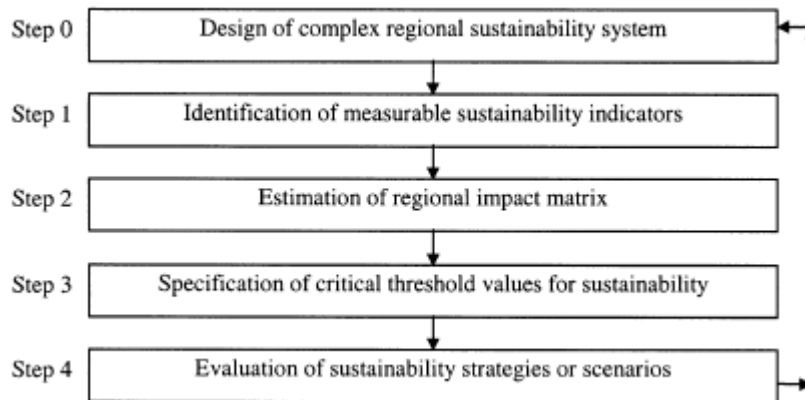 Step 0 Design of complex regional sustainability system
Step 1 Identification of measurable sustainability indicators
Step 2 Estimation of regional impact matrix
Step 3 Specification of critical threshold values for sustainability
Step 4 Evaluation of sustainability strategies or scenarios